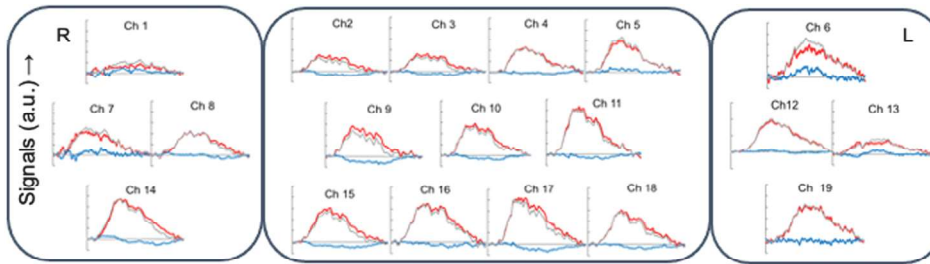 R
L
Signals (a.u.) →
Ch 1
Ch2
Ch 3
Ch 4
Ch 5
Ch 6
Ch 7
Ch 8
Ch 9
Ch 10
Ch 11
Ch12
Ch 13
Ch 14
Ch 15
Ch 16
Ch 17
Ch 18
Ch 19